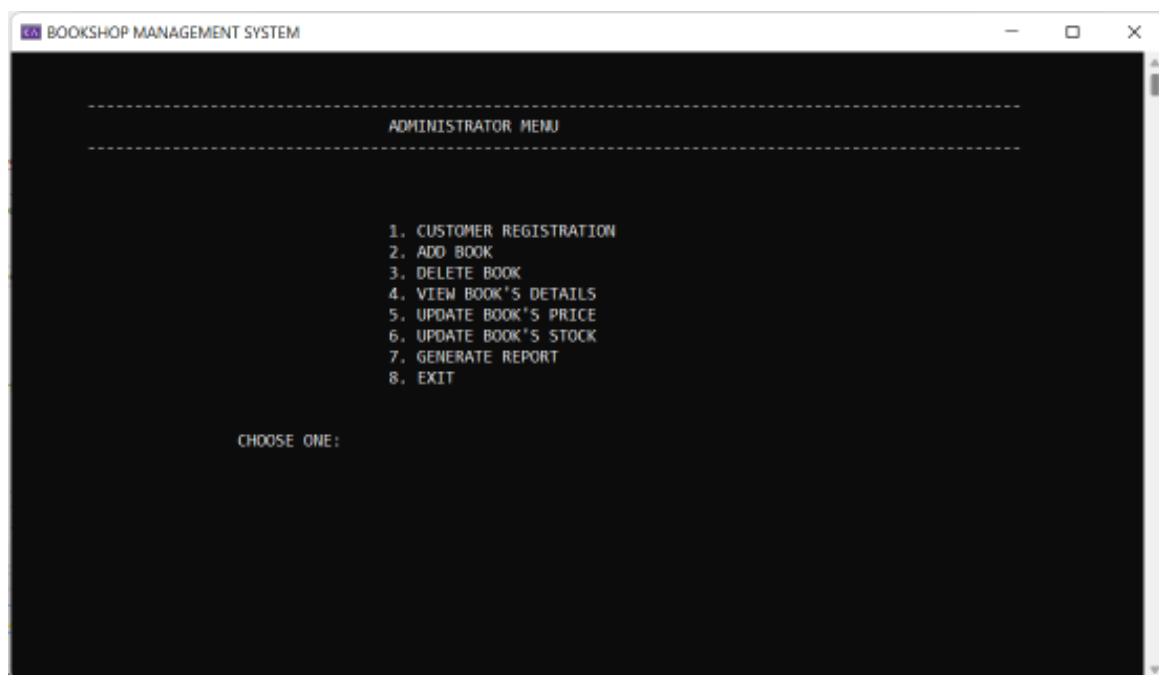 BOOKSHOP MANAGEMENT SYSTEM
----------------------------------------------------------------------------------------------------
ADMINISTRATOR MENU
----------------------------------------------------------------------------------------------------
1. CUSTOMER REGISTRATION
2. ADD BOOK
3. DELETE BOOK
4. VIEW BOOK'S DETAILS
5. UPDATE BOOK'S PRICE
6. UPDATE BOOK'S STOCK
7. GENERATE REPORT
8. EXIT
CHOOSE ONE: